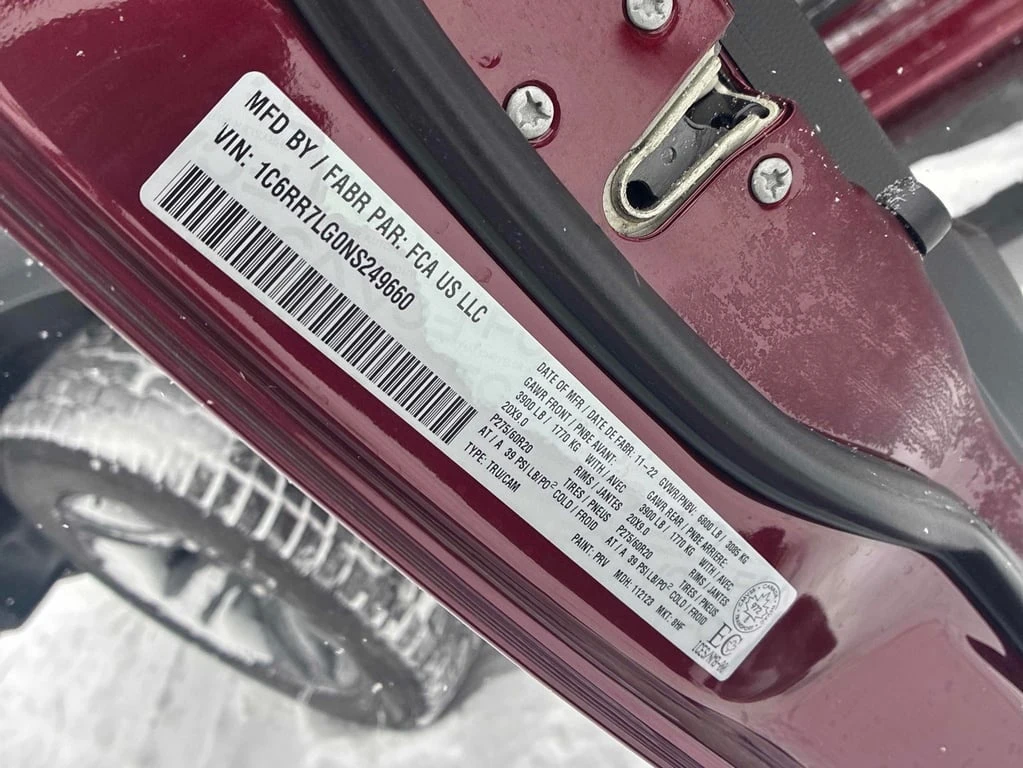 MFD BY / FABR PAR: FCA US LLC
VIN: 1C6RR7LG0NS249660
DATE OF MFR / DATE DE FABR: 11-22 GVWR/PNBV: 6800 LB / 3085 KG
GAWR FRONT / PNBE AVANT: GAWR REAR / PNBE ARRIERE:
3900 LB / 1770 KG WITH / AVEC 3900 LB / 1770 KG WITH / AVEC
20X9.0 RIMS / JANTES 20X9.0 RIMS / JANTES
P275/60R20 TIRES / PNEUS P275/60R20 TIRES / PNEUS
AT / A 39 PSI LB/PO² COLD / FROID AT / A 39 PSI LB/PO² COLD / FROID
TYPE: TRU/CAM PAINT: PRV MDH: 112123 MKT: 8HF